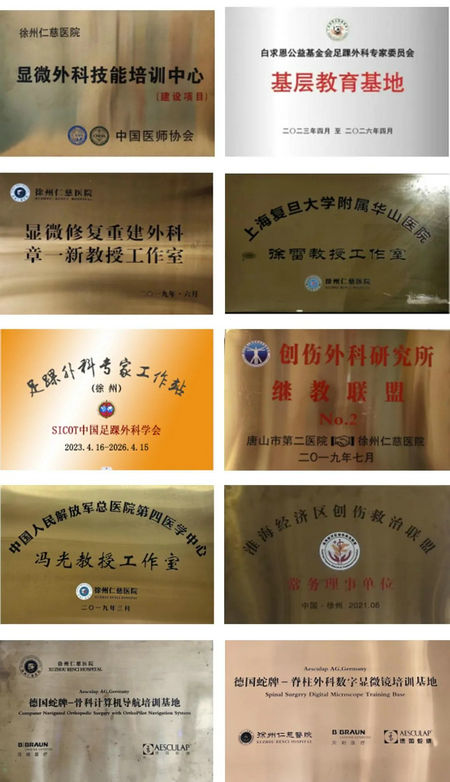 徐州仁慈医院
显微外科技能培训中心
(建设项目)
中国医师协会
白求恩公益基金会足踝外科专家委员会
基层教育基地
二〇二三年四月 至 二〇二六年四月
徐州仁慈医院
XUZHOU RENCI HOSPITAL
显微修复重建外科
章一新教授工作室
二〇一九年·六月
上海复旦大学附属华山医院
徐雷教授工作室
徐州仁慈医院
足踝外科专家工作站
(徐州)
SICOT中国足踝外科学会
2023.4.16-2026.4.15
创伤外科研究所
继教联盟
No.2
唐山市第二医院 徐州仁慈医院
二〇一九年七月
中国人民解放军总医院第四医学中心
冯光教授工作室
徐州仁慈医院
二〇一九年三月
淮海经济区创伤救治联盟
常务理事单位
中国·徐州 2021.06
徐州仁慈医院
XUZHOU RENCI HOSPITAL
Aesculap AG.Germany
德国蛇牌-骨科计算机导航培训基地
Computer Navigated Orthopedic Surgery with OrthoPilot Navigation System
B|BRAUN
AESCULAP
Aesculap AG.Germany
德国蛇牌-脊柱外科数字显微镜培训基地
Spinal Surgery Digital Microscope Training Base
徐州仁慈醫院
XUZHOU RENCI HOSPITAL
B|BRAUN
AESCULAP